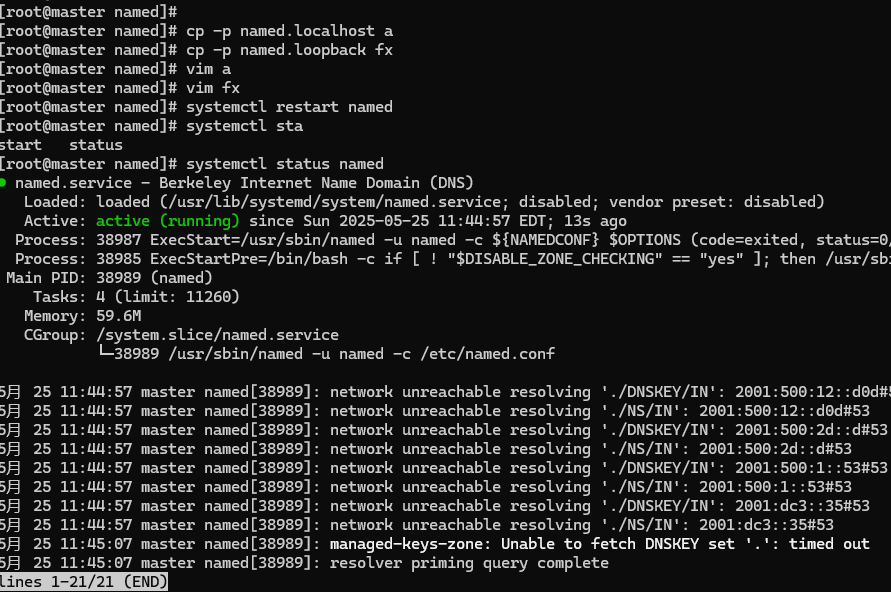 [root@master named]#
[root@master named]# cp -p named.localhost a
[root@master named]# cp -p named.loopback fx
[root@master named]# vim a
[root@master named]# vim fx
[root@master named]# systemctl restart named
[root@master named]# systemctl sta
start   status
[root@master named]# systemctl status named
● named.service - Berkeley Internet Name Domain (DNS)
   Loaded: loaded (/usr/lib/systemd/system/named.service; disabled; vendor preset: disabled)
   Active: active (running) since Sun 2025-05-25 11:44:57 EDT; 13s ago
  Process: 38987 ExecStart=/usr/sbin/named -u named -c ${NAMEDCONF} $OPTIONS (code=exited, status=0/
  Process: 38985 ExecStartPre=/bin/bash -c if [ ! "$DISABLE_ZONE_CHECKING" == "yes" ]; then /usr/sbi
 Main PID: 38989 (named)
    Tasks: 4 (limit: 11260)
   Memory: 59.6M
   CGroup: /system.slice/named.service
           └─38989 /usr/sbin/named -u named -c /etc/named.conf
5月 25 11:44:57 master named[38989]: network unreachable resolving './DNSKEY/IN': 2001:500:12::d0d#5
5月 25 11:44:57 master named[38989]: network unreachable resolving './NS/IN': 2001:500:12::d0d#53
5月 25 11:44:57 master named[38989]: network unreachable resolving './DNSKEY/IN': 2001:500:2d::d#53
5月 25 11:44:57 master named[38989]: network unreachable resolving './NS/IN': 2001:500:2d::d#53
5月 25 11:44:57 master named[38989]: network unreachable resolving './DNSKEY/IN': 2001:500:1::53#53
5月 25 11:44:57 master named[38989]: network unreachable resolving './NS/IN': 2001:500:1::53#53
5月 25 11:44:57 master named[38989]: network unreachable resolving './DNSKEY/IN': 2001:dc3::35#53
5月 25 11:44:57 master named[38989]: network unreachable resolving './NS/IN': 2001:dc3::35#53
5月 25 11:45:07 master named[38989]: managed-keys-zone: Unable to fetch DNSKEY set '.': timed out
5月 25 11:45:07 master named[38989]: resolver priming query complete
lines 1-21/21 (END)